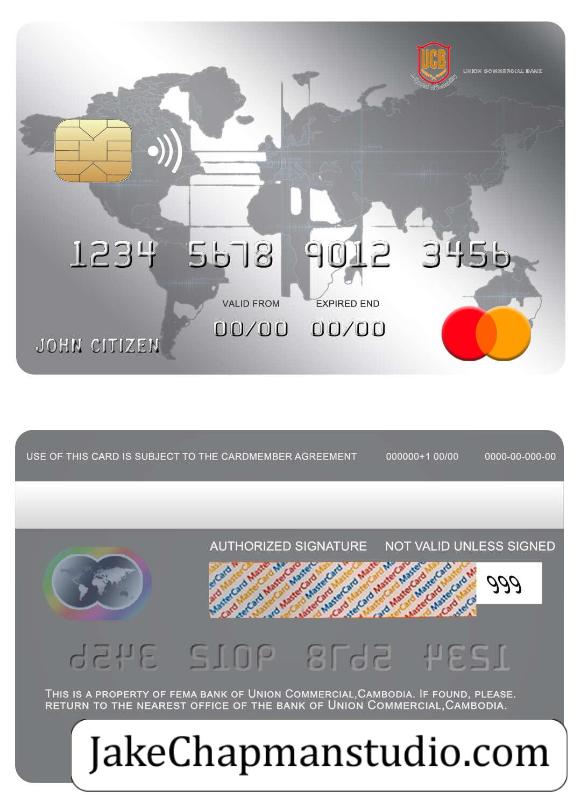 UCB
UNION COMMERCIAL BANK
1234 5678 9012 3456
VALID FROM EXPIRED END
00/00 00/00
JOHN CITIZEN
USE OF THIS CARD IS SUBJECT TO THE CARDMEMBER AGREEMENT 000000+1 00/00 0000-00-000-00
AUTHORIZED SIGNATURE NOT VALID UNLESS SIGNED
MasterCard MasterCard MasterCard
999
THIS IS A PROPERTY OF FEMA BANK OF UNION COMMERCIAL,CAMBODIA. IF FOUND, PLEASE.
RETURN TO THE NEAREST OFFICE OF THE BANK OF UNION COMMERCIAL,CAMBODIA.
JakeChapmanstudio.com